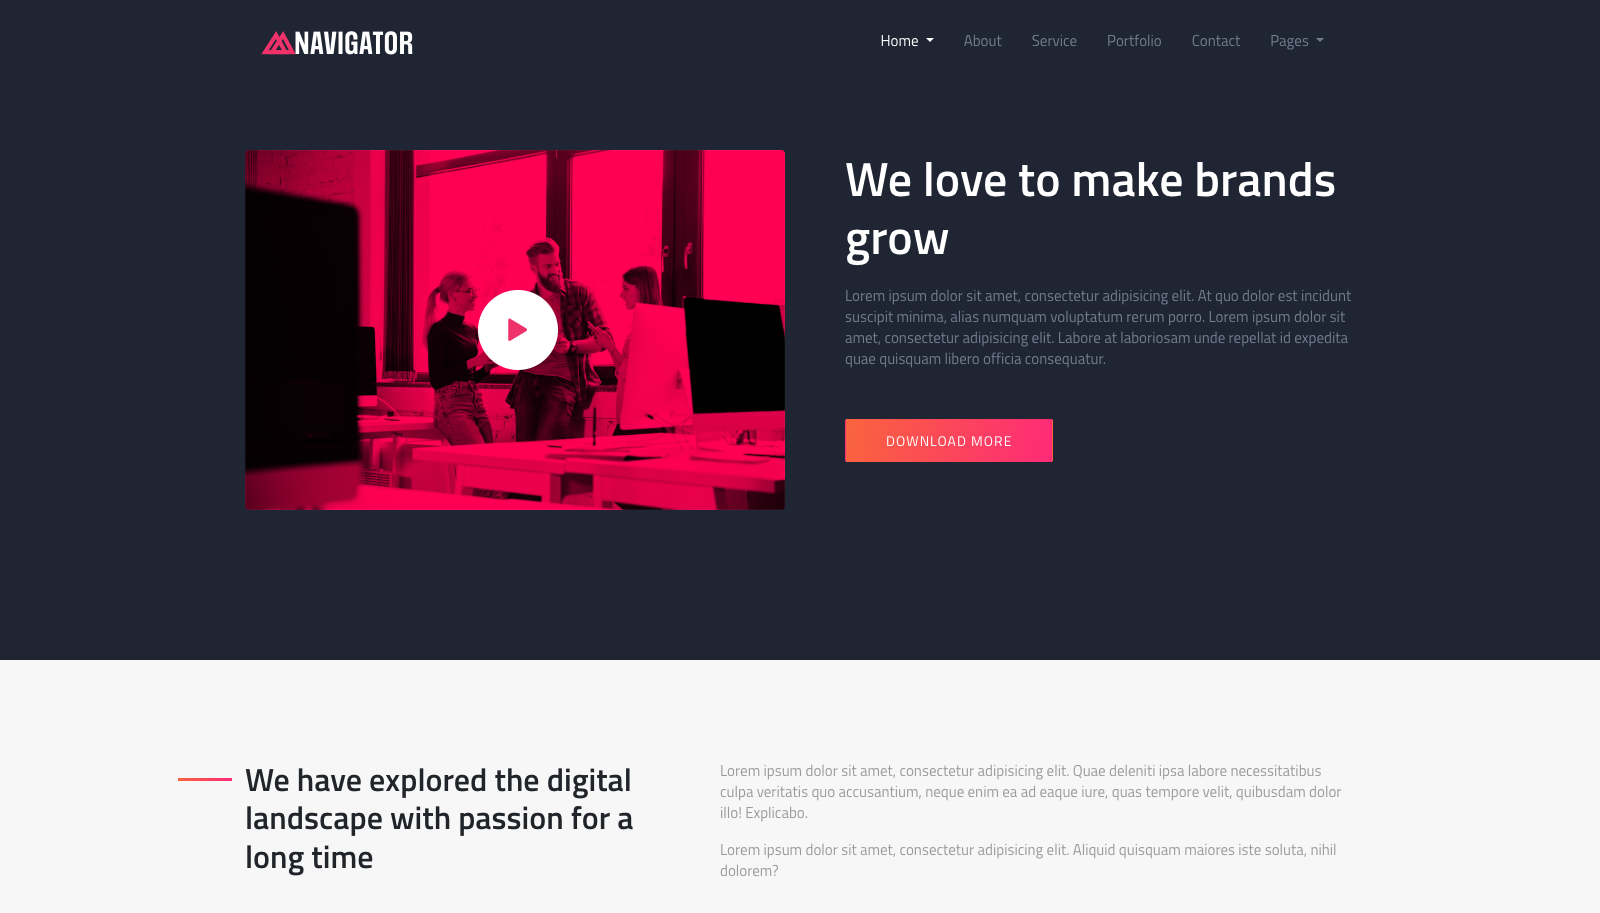 NAVIGATOR
Home
About
Service
Portfolio
Contact
Pages
We love to make brands
grow
Lorem ipsum dolor sit amet, consectetur adipisicing elit. At quo dolor est incidunt
suscipit minima, alias numquam voluptatum rerum porro. Lorem ipsum dolor sit
amet, consectetur adipisicing elit. Labore at laboriosam unde repellat id expedita
quae quisquam libero officia consequatur.
DOWNLOAD MORE
We have explored the digital
landscape with passion for a
long time
Lorem ipsum dolor sit amet, consectetur adipisicing elit. Quae deleniti ipsa labore necessitatibus
culpa veritatis quo accusantium, neque enim ea ad eaque iure, quas tempore velit, quibusdam dolor
illo! Explicabo.
Lorem ipsum dolor sit amet, consectetur adipisicing elit. Aliquid quisquam maiores iste soluta, nihil
dolorem?